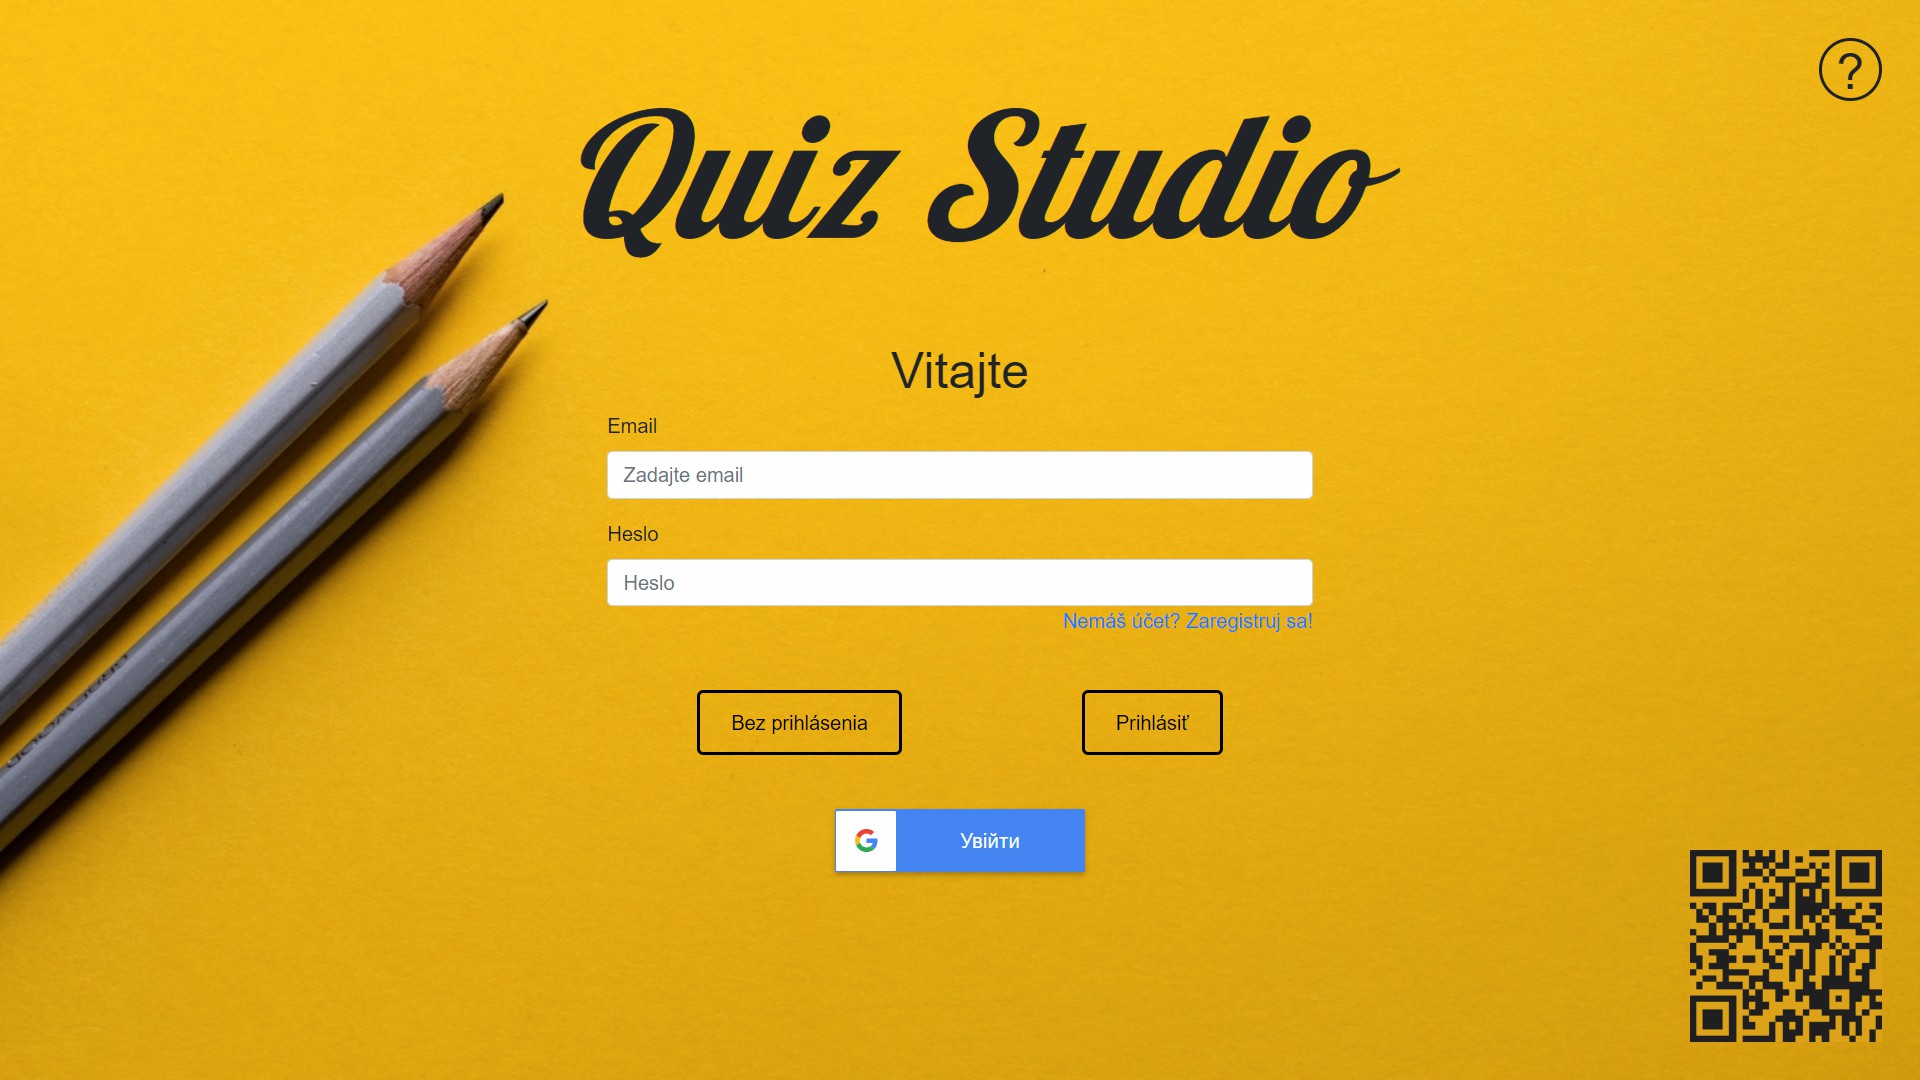 ?
Quiz Studio
Vitajte
Email
Zadajte email
Heslo
Heslo
Nemáš účet? Zaregistruj sa!
Bez prihlásenia
Prihlásiť
Увійти